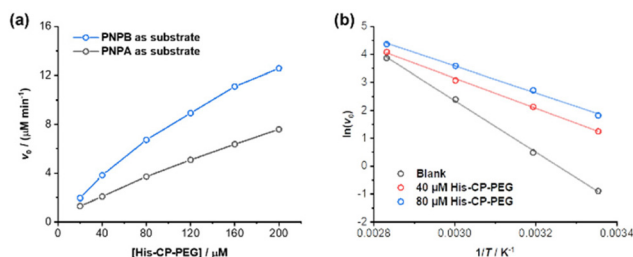 (a)
PNPB as substrate
PNPA as substrate
v₀ / (μM min⁻¹)
16
12
8
4
0
0 40 80 120 160 200
[His-CP-PEG] / μM
(b)
ln(v₀)
6
5
4
3
2
1
0
-1
-2
Blank
40 μM His-CP-PEG
80 μM His-CP-PEG
0.0028 0.0030 0.0032 0.0034
1/T / K⁻¹